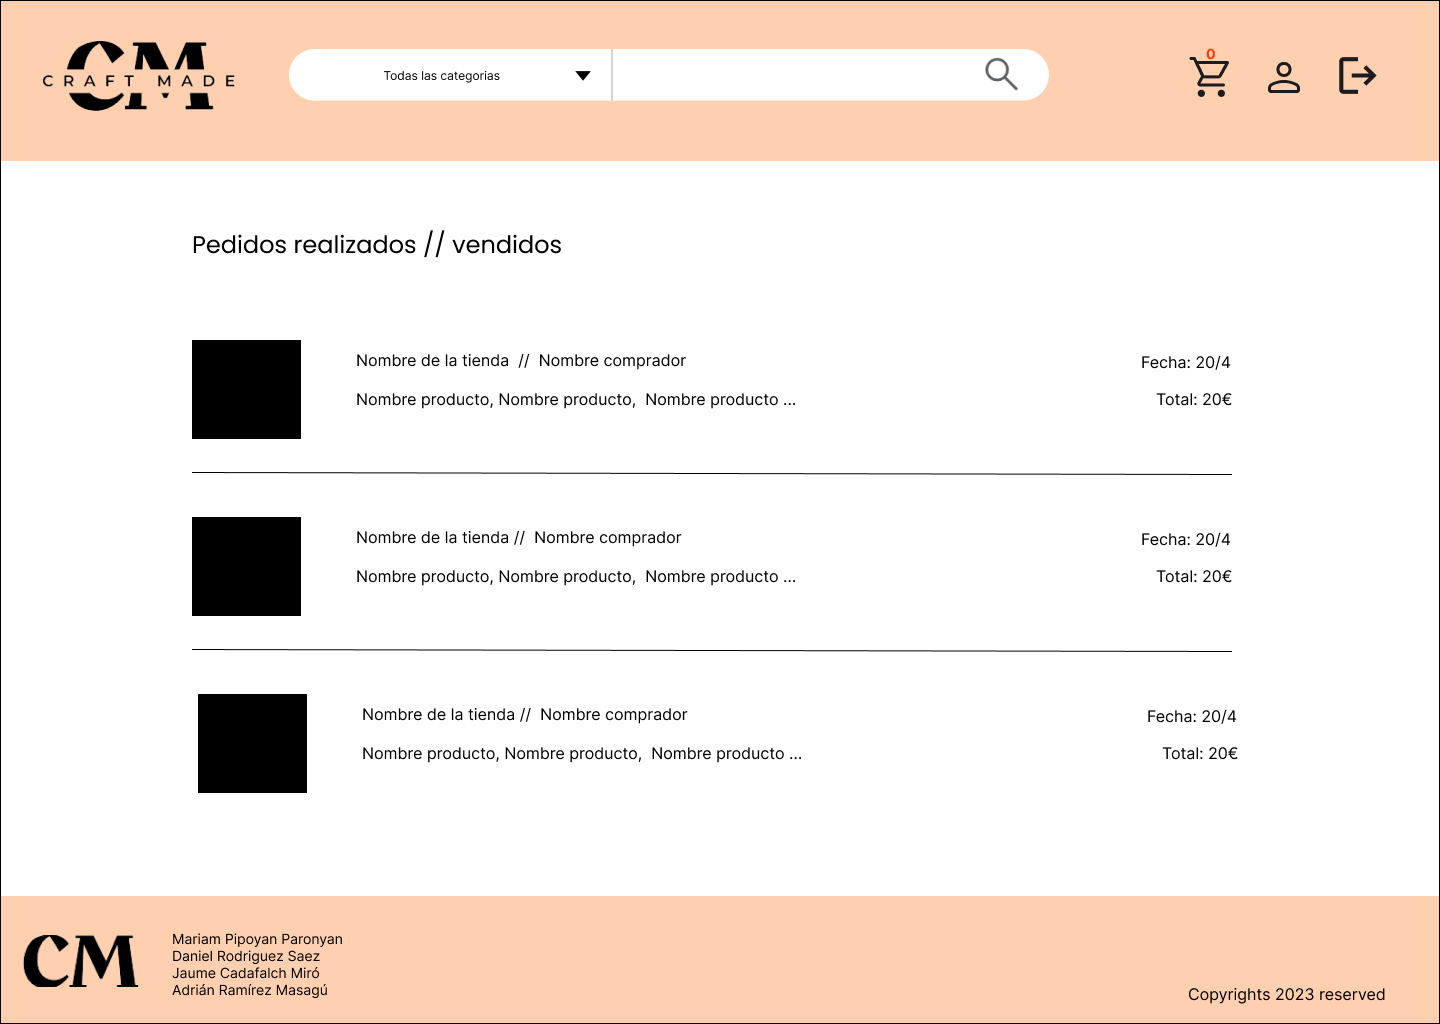 CM
CRAFT MADE
Todas las categorias
0
Pedidos realizados // vendidos
Nombre de la tienda // Nombre comprador
Fecha: 20/4
Nombre producto, Nombre producto, Nombre producto ...
Total: 20€
Nombre de la tienda // Nombre comprador
Fecha: 20/4
Nombre producto, Nombre producto, Nombre producto ...
Total: 20€
Nombre de la tienda // Nombre comprador
Fecha: 20/4
Nombre producto, Nombre producto, Nombre producto ...
Total: 20€
CM
Mariam Pipoyan Paronyan
Daniel Rodriguez Saez
Jaume Cadafalch Miró
Adrián Ramírez Masagú
Copyrights 2023 reserved